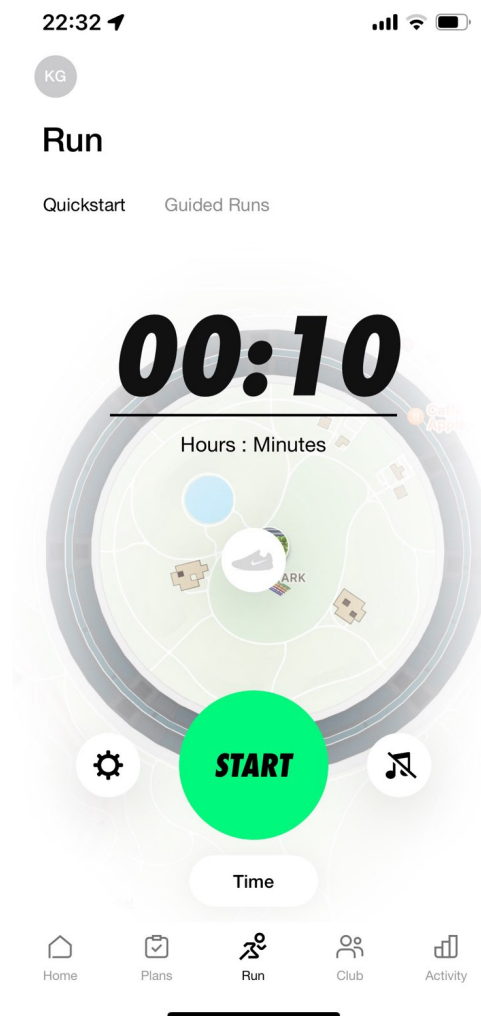 22:32
KG
Run
Quickstart Guided Runs
00:10
Hours : Minutes
ARK
START
Time
Home Plans Run Club Activity